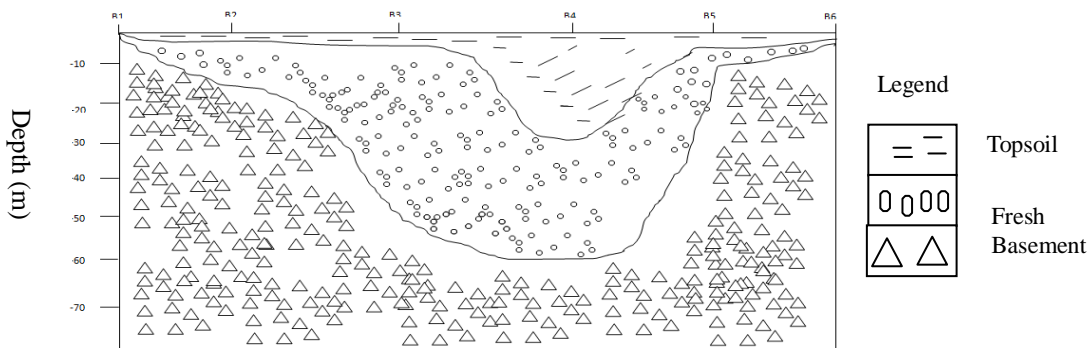 B1 B2 B3 B4 B5 B6
-10
-20
-30
-40
-50
-60
-70
Depth (m)
Legend
Topsoil
Fresh
Basement